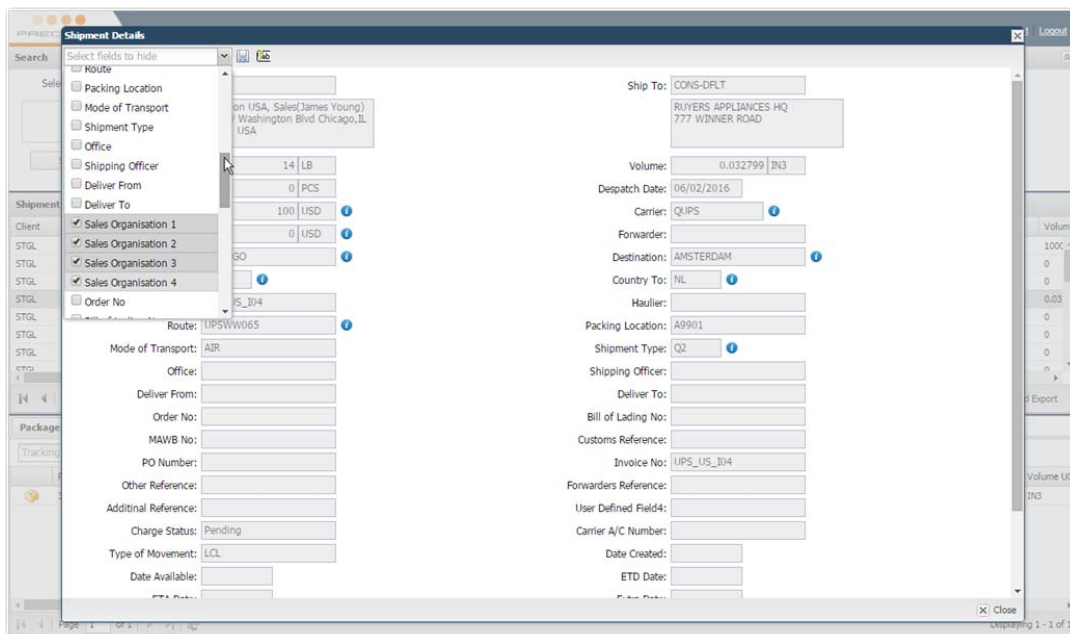 PREC
Shipment Details
Logout
Search
Select fields to hide
ab
Sele
Route
Packing Location
Mode of Transport
Shipment Type
Office
Shipping Officer
Deliver From
Deliver To
Sales Organisation 1
Sales Organisation 2
Sales Organisation 3
Sales Organisation 4
Order No
on USA, Sales(James Young)
Washington Blvd Chicago,IL
USA
Ship To: CONS-DFLT
RUYERS APPLIANCES HQ
777 WINNER ROAD
14 LB
Volume: 0.032799 IN3
0 PCS
Despatch Date: 06/02/2016
100 USD
Carrier: QUPS
0 USD
Forwarder:
GO
Destination: AMSTERDAM
Country To: NL
S_I04
Haulier:
Route: UPSWW065
Packing Location: A9901
Mode of Transport: AIR
Shipment Type: Q2
Office:
Shipping Officer:
Deliver From:
Deliver To:
Order No:
Bill of Lading No:
MAWB No:
Customs Reference:
PO Number:
Invoice No: UPS_US_I04
Other Reference:
Forwarders Reference:
Additinal Reference:
User Defined Field4:
Charge Status: Pending
Carrier A/C Number:
Type of Movement: LCL
Date Created:
Date Available:
ETD Date:
Close
Shipment
Client
STGL
STGL
STGL
STGL
STGL
STGL
STGL
Volum
1000
0
0
0.03
0
0
0
d Export
Package
Tracking
Volume UO
IN3
Page 1 of 1
Displaying 1 - 1 of 1